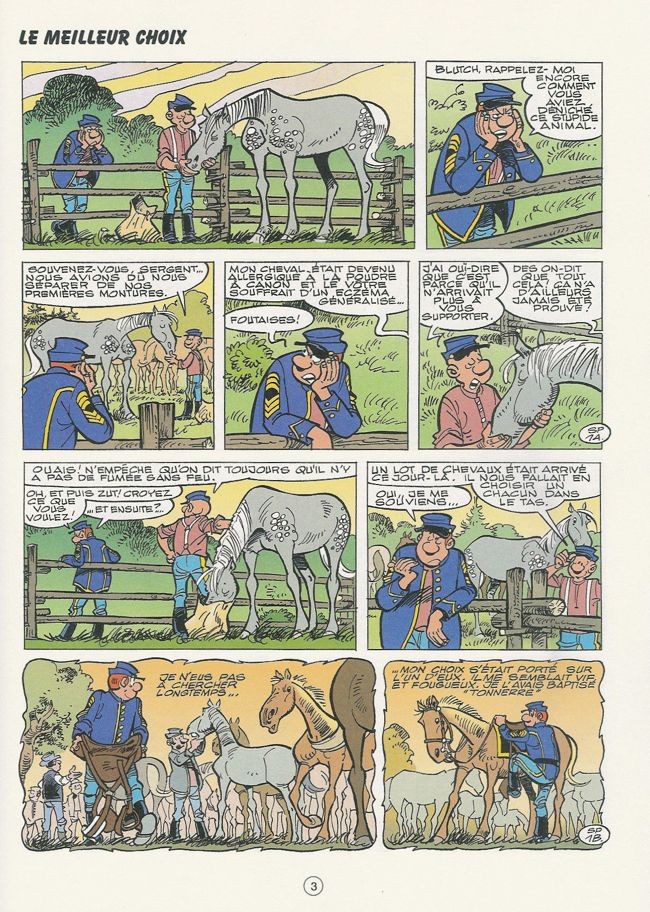 LE MEILLEUR CHOIX
BLUTCH, RAPPELEZ-MOI
ENCORE
COMMENT
VOUS
AVIEZ
DÉNICHÉ
CE STUPIDE
ANIMAL.
SOUVENEZ-VOUS, SERGENT...
NOUS AVIONS DÛ NOUS
SÉPARER DE NOS
PREMIÈRES MONTURES.
MON CHEVAL ÉTAIT DEVENU
ALLERGIQUE A LA POUDRE
A CANON ET LE VÔTRE
SOUFFRAIT D'UN ECZÉMA
GÉNÉRALISÉ...
FOUTAISES!
J'AI OUÏ-DIRE
QUE C'EST
PARCE QU'IL
N'ARRIVAIT
PLUS À
VOUS
SUPPORTER.
DES ON-DIT
QUE TOUT
CELA! ÇA N'A
D'AILLEURS
JAMAIS ÉTÉ
PROUVÉ!
SP
1A
OUAIS! N'EMPÊCHE QU'ON DIT TOUJOURS QU'IL N'Y
A PAS DE FUMÉE SANS FEU.
OH, ET PUIS ZUT! CROYEZ
CE QUE
VOUS
VOULEZ!
...ET ENSUITE?...
UN LOT DE CHEVAUX ÉTAIT ARRIVÉ
CE JOUR-LÀ. IL NOUS FALLAIT EN
CHOISIR UN
CHACUN DANS
LE TAS.
OUI, JE ME
SOUVIENS...
JE N'EUS PAS
À CHERCHER
LONGTEMPS...
...MON CHOIX S'ÉTAIT PORTÉ SUR
L'UN D'EUX. IL ME SEMBLAIT VIF
ET FOUGUEUX. JE L'AVAIS BAPTISÉ
"TONNERRE"
SP
1B
3